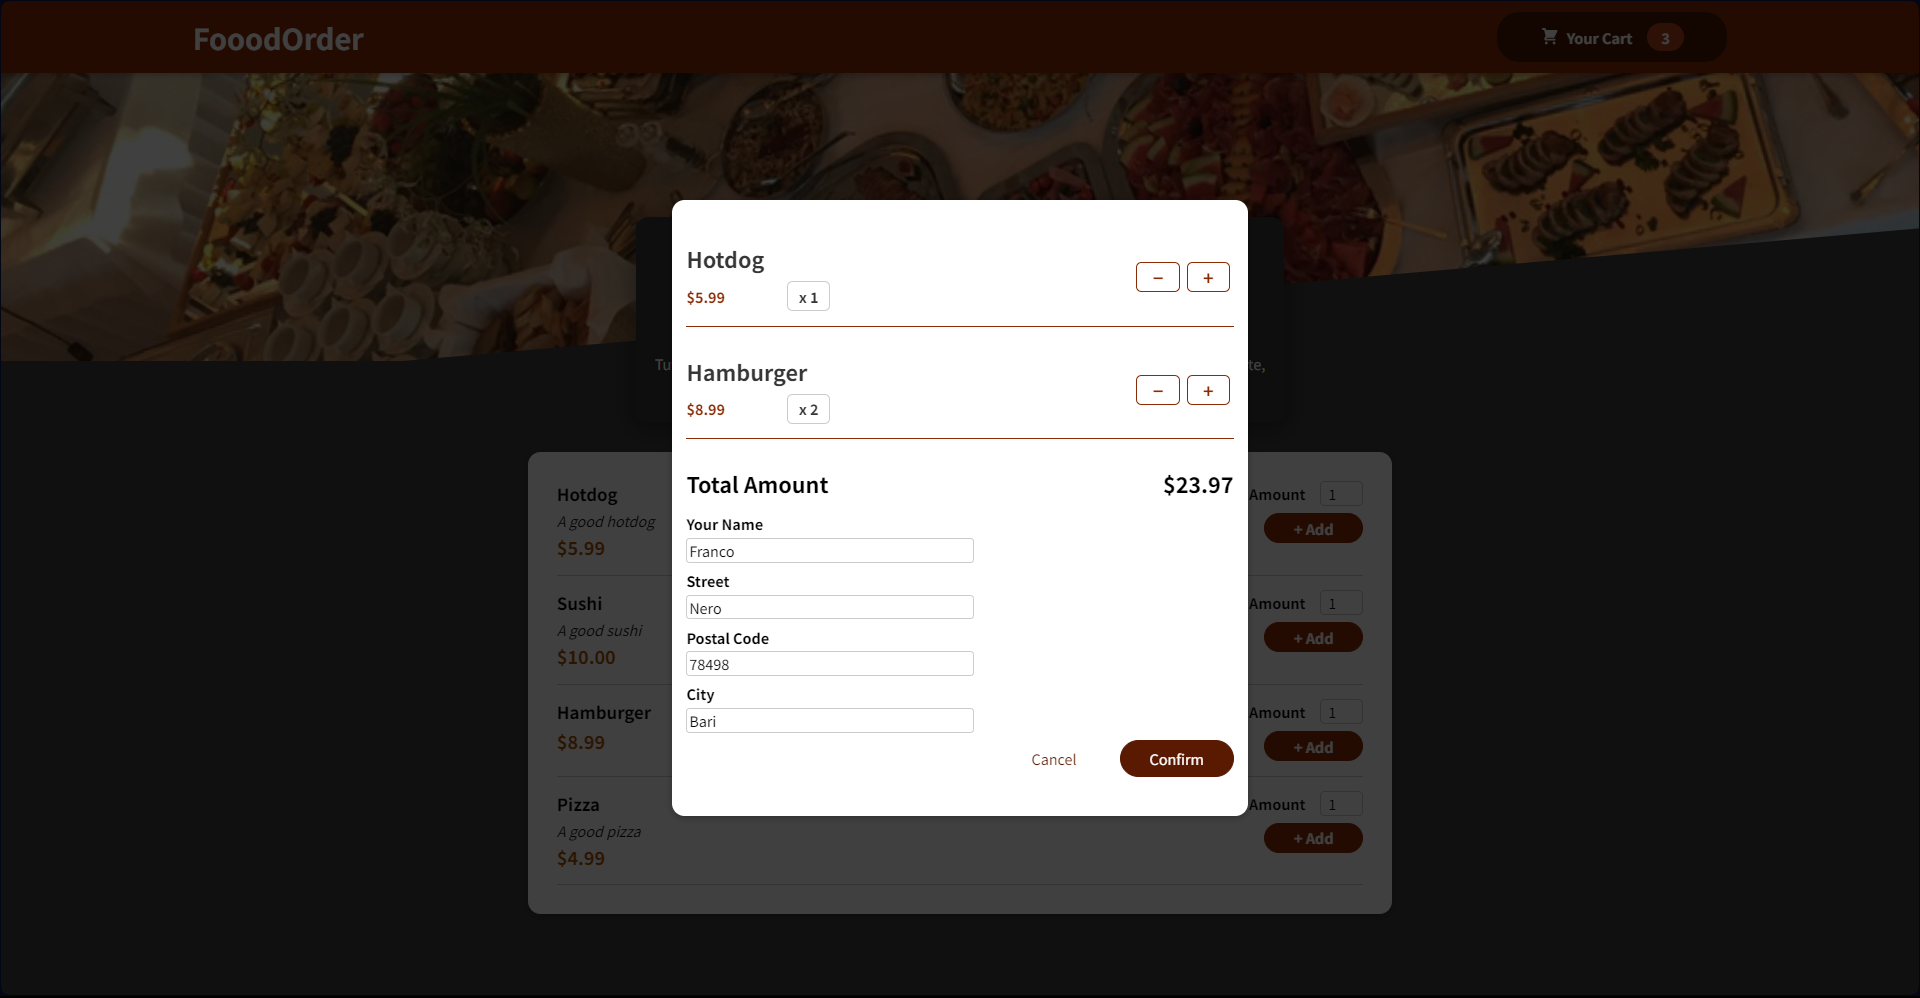 FooodOrder
Your Cart 3
Hotdog
$5.99 x 1
− +
Hamburger
$8.99 x 2
− +
Total Amount $23.97
Your Name
Franco
Street
Nero
Postal Code
78498
City
Bari
Cancel Confirm
Tu
te,
Hotdog
A good hotdog
$5.99
Amount 1
+ Add
Sushi
A good sushi
$10.00
Amount 1
+ Add
Hamburger
$8.99
Amount 1
+ Add
Pizza
A good pizza
$4.99
Amount 1
+ Add